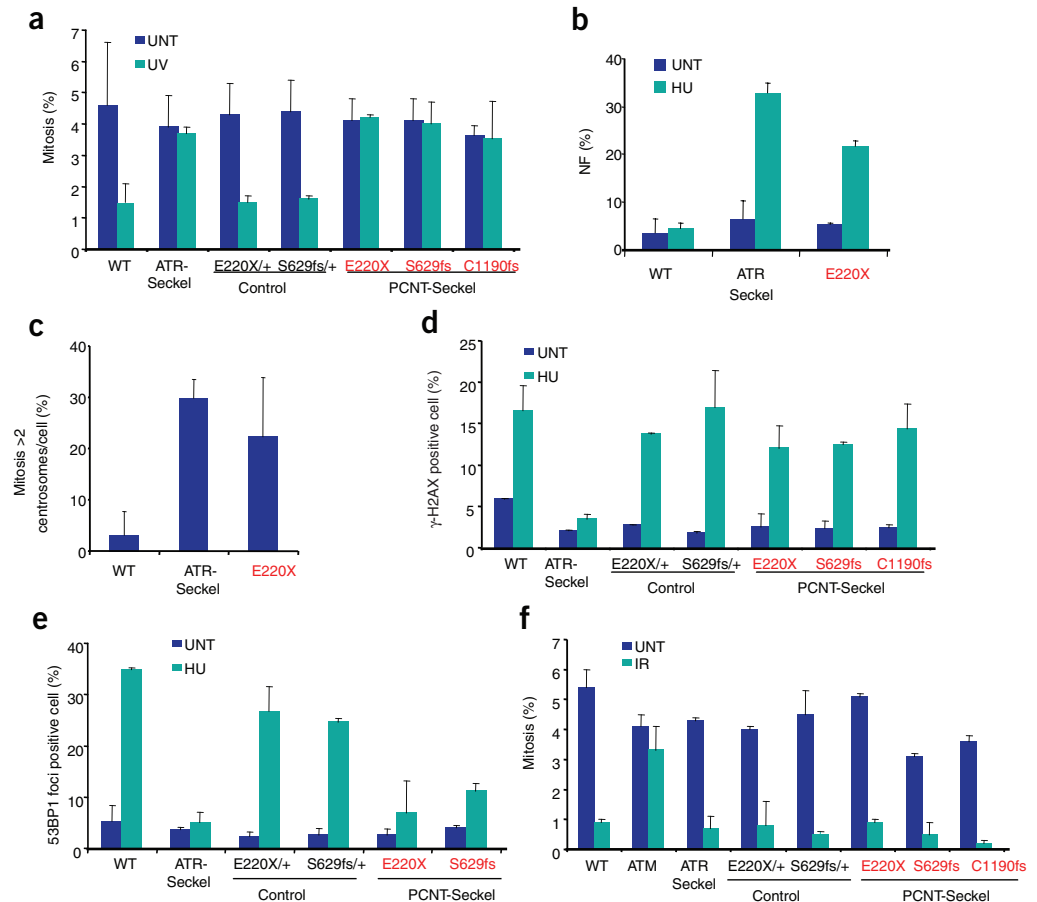 a
UNT
UV
Mitosis (%)
7
6
5
4
3
2
1
0
WT
ATR-
Seckel
E220X/+ S629fs/+
Control
E220X S629fs C1190fs
PCNT-Seckel
b
UNT
HU
NF (%)
40
30
20
10
0
WT
ATR
Seckel
E220X
c
Mitosis >2
centrosomes/cell (%)
40
30
20
10
0
WT
ATR-
Seckel
E220X
d
UNT
HU
γ-H2AX positive cell (%)
25
20
15
10
5
0
WT
ATR-
Seckel
E220X/+ S629fs/+
Control
E220X S629fs C1190fs
PCNT-Seckel
e
UNT
HU
53BP1 foci positive cell (%)
40
30
20
10
0
WT
ATR-
Seckel
E220X/+ S629fs/+
Control
E220X S629fs
PCNT-Seckel
f
UNT
IR
Mitosis (%)
7
6
5
4
3
2
1
0
WT
ATM
ATR
Seckel
E220X/+ S629fs/+
Control
E220X S629fs C1190fs
PCNT-Seckel